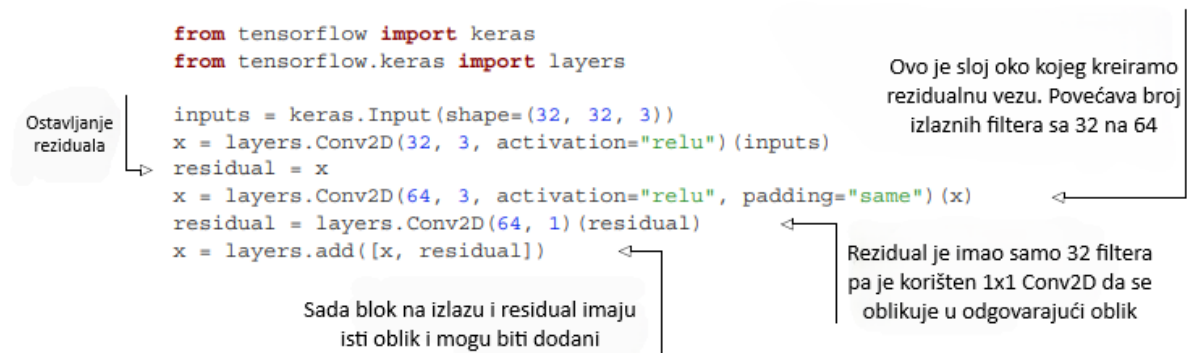 from tensorflow import keras
from tensorflow.keras import layers
Ovo je sloj oko kojeg kreiramo
rezidualnu vezu. Povećava broj
izlaznih filtera sa 32 na 64
Ostavljanje
reziduala
inputs = keras.Input(shape=(32, 32, 3))
x = layers.Conv2D(32, 3, activation="relu")(inputs)
residual = x
x = layers.Conv2D(64, 3, activation="relu", padding="same")(x)
residual = layers.Conv2D(64, 1)(residual)
x = layers.add([x, residual])
Rezidual je imao samo 32 filtera
pa je korišten 1x1 Conv2D da se
oblikuje u odgovarajući oblik
Sada blok na izlazu i residual imaju
isti oblik i mogu biti dodani